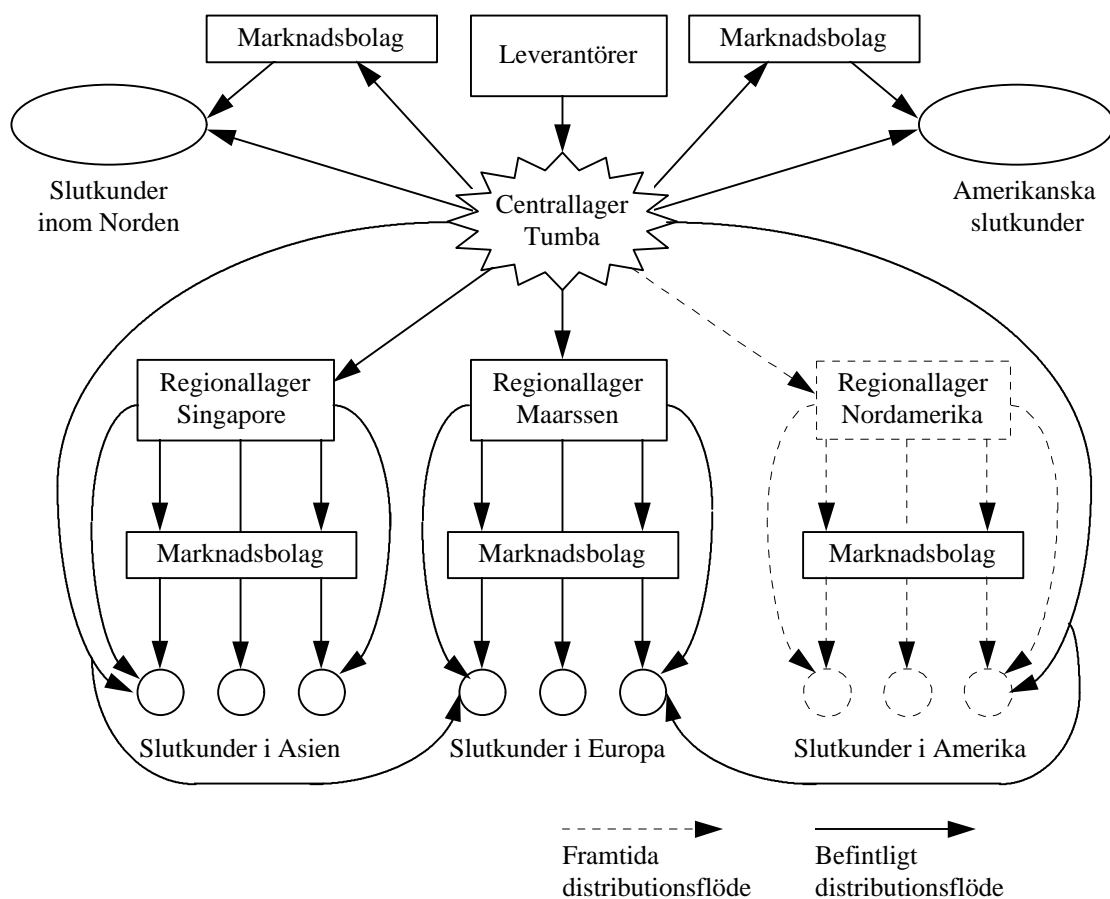 Marknadsbolag
Leverantörer
Marknadsbolag
Slutkunder
inom Norden
Centrallager
Tumba
Amerikanska
slutkunder
Regionallager
Singapore
Regionallager
Maarssen
Regionallager
Nordamerika
Marknadsbolag
Marknadsbolag
Marknadsbolag
Slutkunder i Asien
Slutkunder i Europa
Slutkunder i Amerika
Framtida
distributionsflöde
Befintligt
distributionsflöde